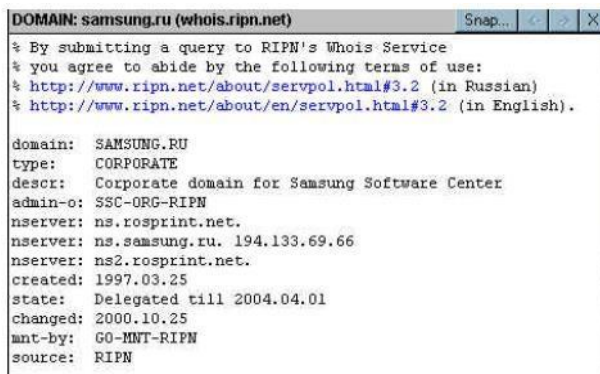 DOMAIN: samsung.ru (whois.ripn.net) Snap...
% By submitting a query to RIPN's Whois Service
% you agree to abide by the following terms of use:
% http://www.ripn.net/about/servpol.html#3.2 (in Russian)
% http://www.ripn.net/about/en/servpol.html#3.2 (in English).
domain: SAMSUNG.RU
type: CORPORATE
descr: Corporate domain for Samsung Software Center
admin-o: SSC-ORG-RIPN
nserver: ns.rosprint.net.
nserver: ns.samsung.ru. 194.133.69.66
nserver: ns2.rosprint.net.
created: 1997.03.25
state: Delegated till 2004.04.01
changed: 2000.10.25
mnt-by: GO-MNT-RIPN
source: RIPN